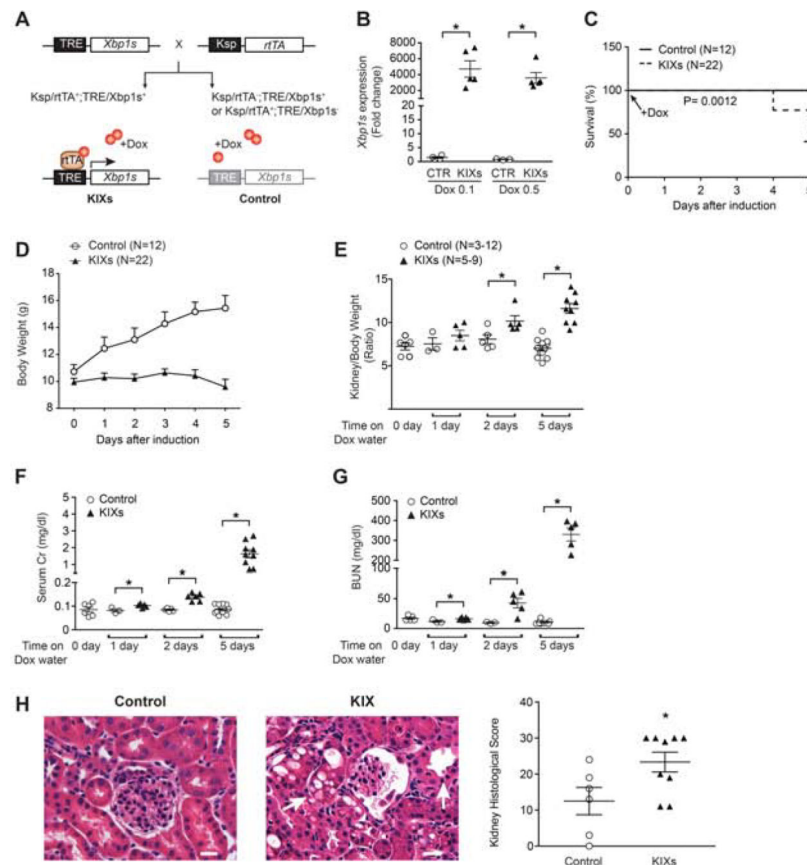 A
TRE Xbp1s X Ksp rtTA
Ksp/rtTA⁺;TRE/Xbp1s⁺
Ksp/rtTA⁻;TRE/Xbp1s⁺
or Ksp/rtTA⁺;TRE/Xbp1s⁻
+Dox
rtTA
TRE Xbp1s
KIXs
+Dox
TRE Xbp1s
Control
B
Xbp1s expression
(Fold change)
8000
6000
4000
2000
20
15
10
5
0
* *
CTR KIXs CTR KIXs
Dox 0.1 Dox 0.5
C
Control (N=12)
KIXs (N=22)
Survival (%)
150
100
50
0
+Dox
P= 0.0012
0 1 2 3 4 5
Days after induction
D
Control (N=12)
KIXs (N=22)
Body Weight (g)
18
16
14
12
10
8
0 1 2 3 4 5
Days after induction
E
Control (N=3-12)
KIXs (N=5-9)
Kidney/Body Weight
(Ratio)
20
15
10
5
* *
Time on
Dox water
0 day 1 day 2 days 5 days
F
Control
KIXs
Serum Cr (mg/dl)
5
4
3
2
1
0.1
0.0
* * *
Time on
Dox water
0 day 1 day 2 days 5 days
G
Control
KIXs
BUN (mg/dl)
500
400
300
200
100
50
0
* * *
Time on
Dox water
0 day 1 day 2 days 5 days
H
Control
KIX
Kidney Histological Score
40
30
20
10
0
*
Control KIXs